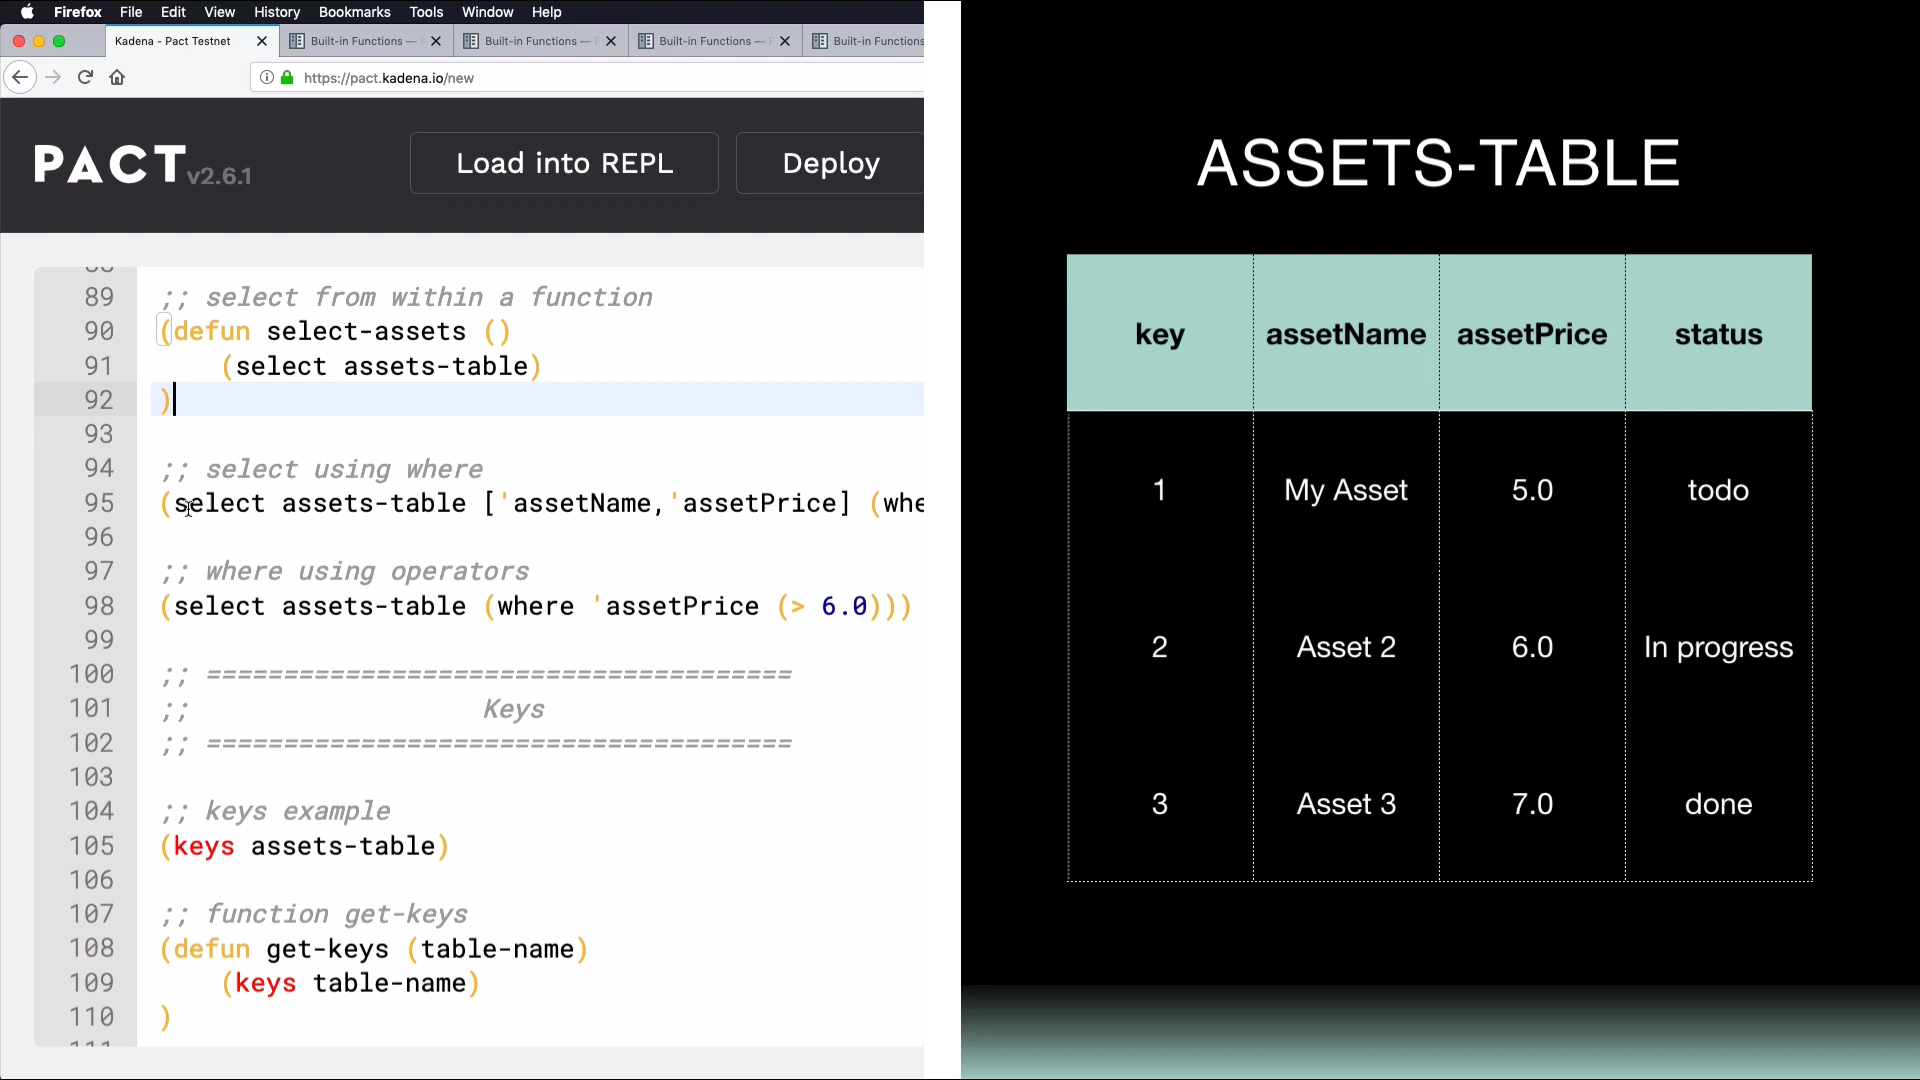 Firefox File Edit View History Bookmarks Tools Window Help
Kadena - Pact Testnet
Built-in Functions —
Built-in Functions —
Built-in Functions —
Built-in Functions
https://pact.kadena.io/new
PACT v2.6.1
Load into REPL
Deploy
89 ;; select from within a function
90 (defun select-assets ()
91 (select assets-table)
92 )
93
94 ;; select using where
95 (select assets-table ['assetName,'assetPrice] (whe
96
97 ;; where using operators
98 (select assets-table (where 'assetPrice (> 6.0)))
99
100 ;; ======================================
101 ;; Keys
102 ;; ======================================
103
104 ;; keys example
105 (keys assets-table)
106
107 ;; function get-keys
108 (defun get-keys (table-name)
109 (keys table-name)
110 )
ASSETS-TABLE
key assetName assetPrice status
1 My Asset 5.0 todo
2 Asset 2 6.0 In progress
3 Asset 3 7.0 done